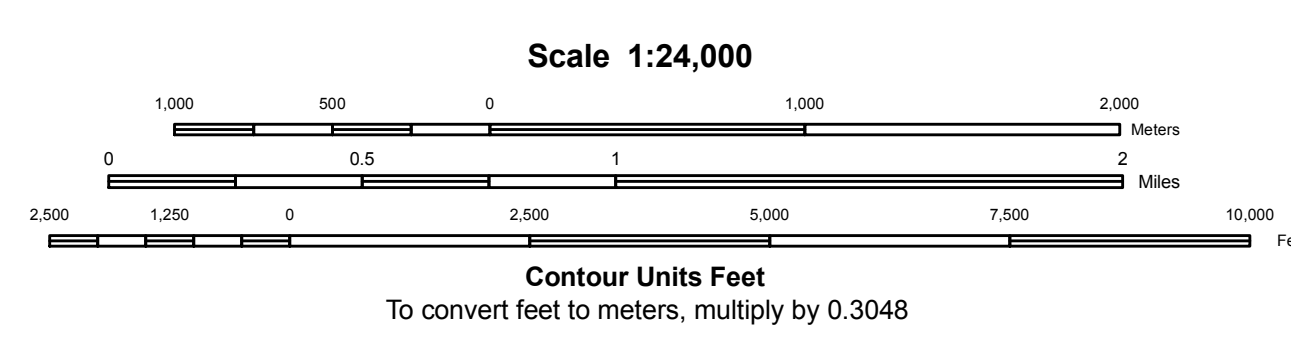 Scale 1:24,000
1,000 500 0 1,000 2,000
Meters
0 0.5 1 2
Miles
2,500 1,250 0 2,500 5,000 7,500 10,000
Fe
Contour Units Feet
To convert feet to meters, multiply by 0.3048